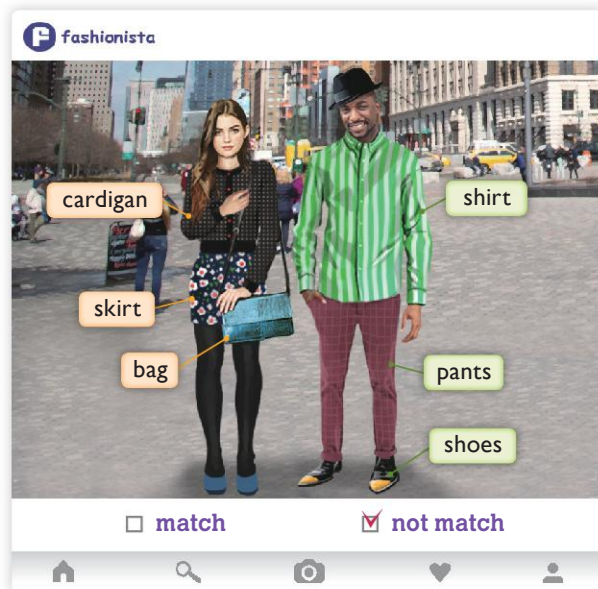 fashionista
cardigan
shirt
skirt
bag
pants
shoes
match
not match